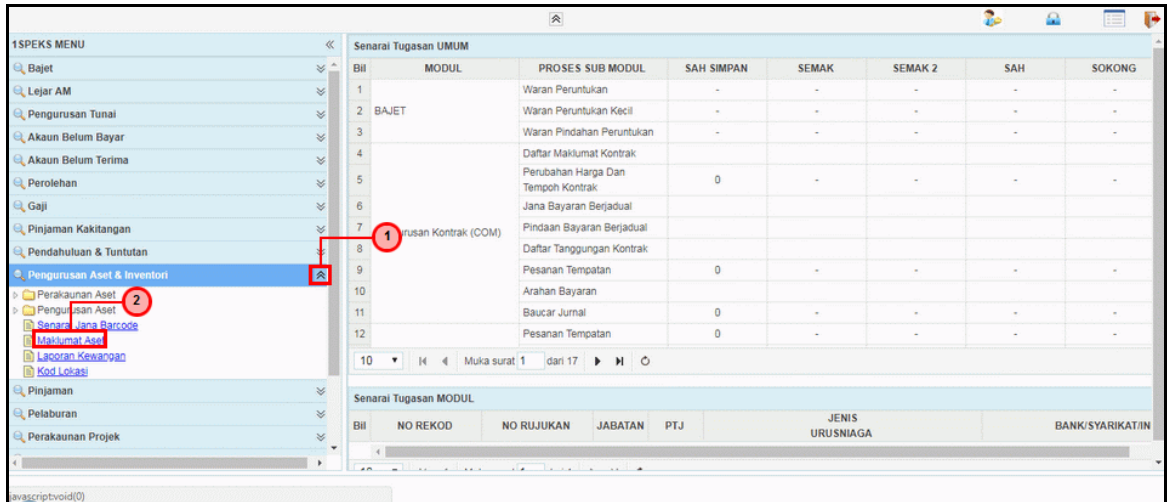 1SPEKS MENU
Bajet
Lejar AM
Pengurusan Tunai
Akaun Belum Bayar
Akaun Belum Terima
Perolehan
Gaji
Pinjaman Kakitangan
Pendahuluan & Tuntutan
Pengurusan Aset & Inventori
Perakaunan Aset
Pengurusan Aset
Senarai Jana Barcode
Maklumat Aset
Laporan Kewangan
Kod Lokasi
Pinjaman
Pelaburan
Perakaunan Projek
1
2
Senarai Tugasan UMUM
Bil MODUL PROSES SUB MODUL SAH SIMPAN SEMAK SEMAK 2 SAH SOKONG
1 Waran Peruntukan - - - - -
2 BAJET Waran Peruntukan Kecil - - - - -
3 Waran Pindahan Peruntukan - - - - -
4 Daftar Maklumat Kontrak
5 Perubahan Harga Dan 0 - - - -
Tempoh Kontrak
6 Jana Bayaran Berjadual
7 rusan Kontrak (COM) Pindaan Bayaran Berjadual
8 Daftar Tanggungan Kontrak
9 Pesanan Tempatan 0 - - - -
10 Arahan Bayaran
11 Baucar Jurnal 0 - - - -
12 Pesanan Tempatan 0 - - - -
10 Muka surat 1 dari 17
Senarai Tugasan MODUL
Bil NO REKOD NO RUJUKAN JABATAN PTJ JENIS URUSNIAGA BANK/SYARIKAT/IN
javascript:void(0)